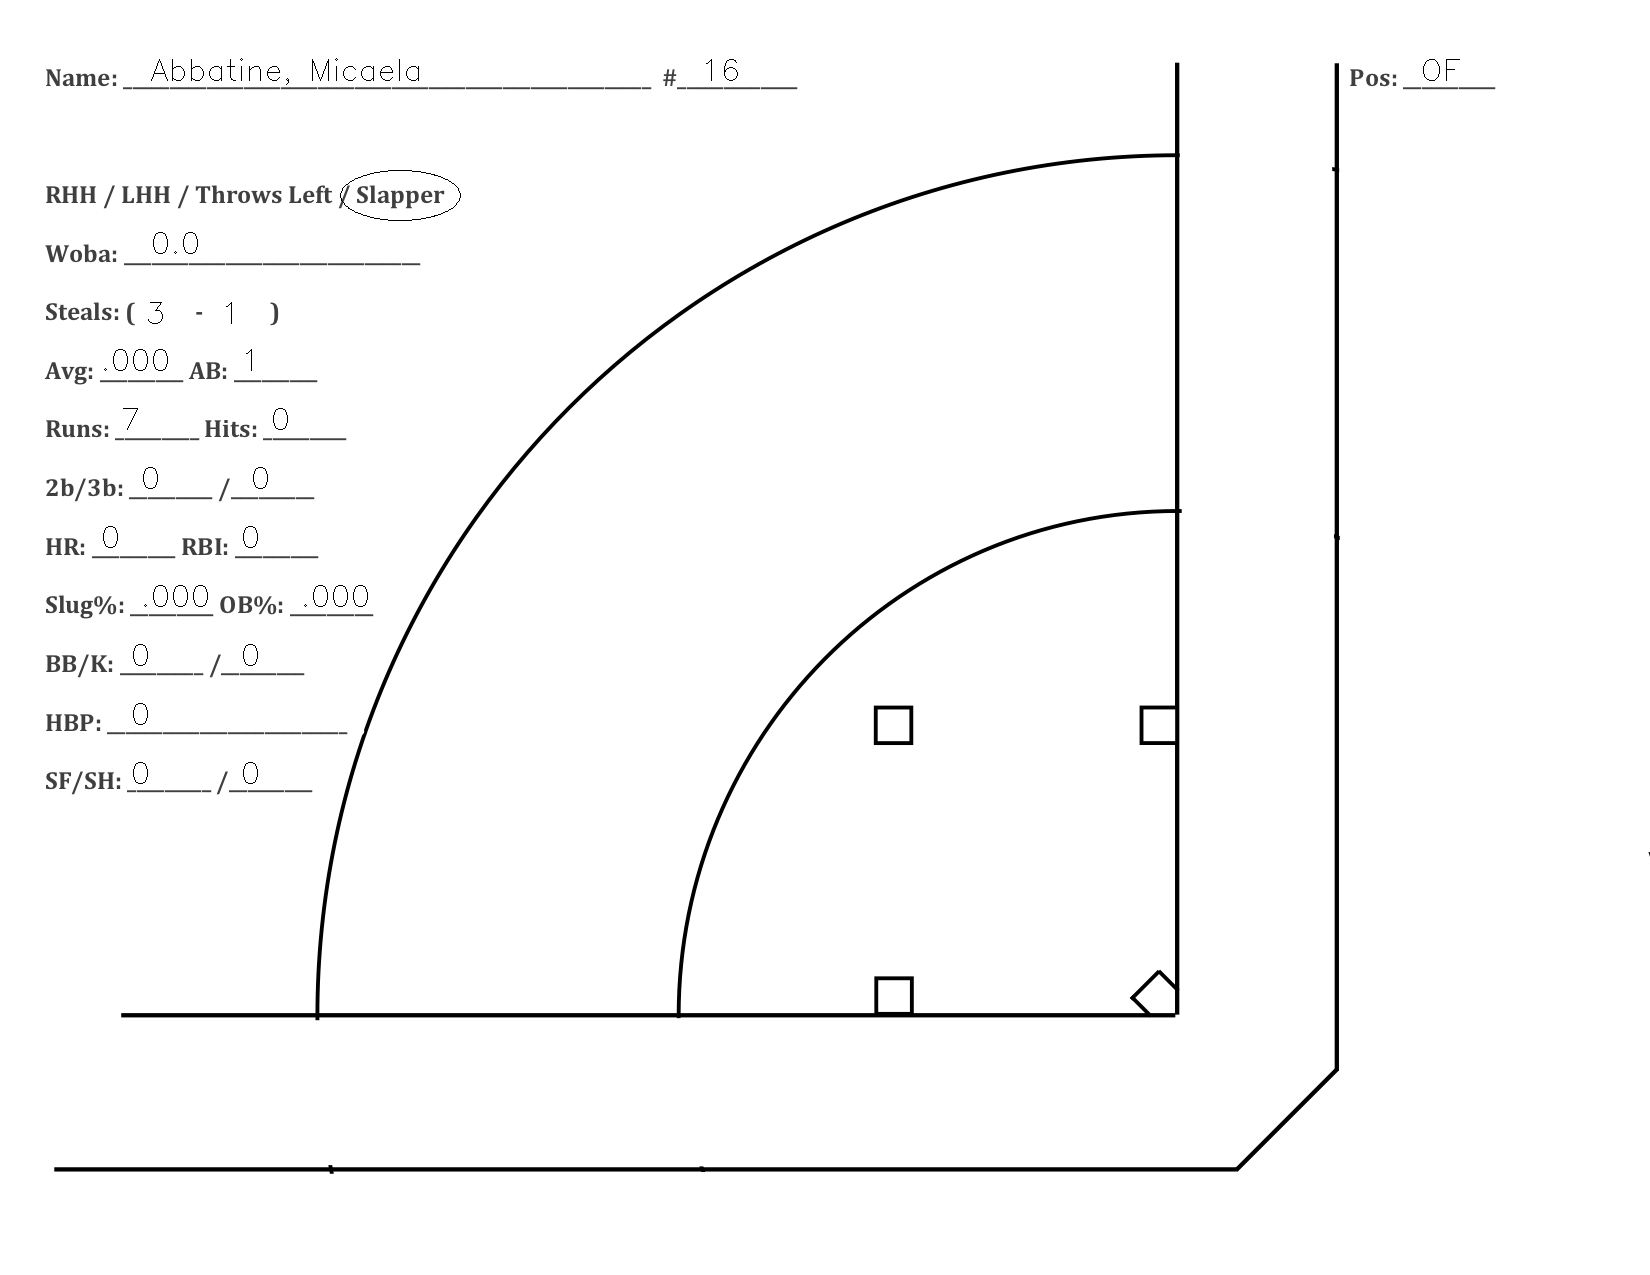 Name: Abbatine, Micaela # 16 Pos: OF
RHH / LHH / Throws Left / Slapper
Woba: 0.0
Steals: ( 3 - 1 )
Avg: .000 AB: 1
Runs: 7 Hits: 0
2b/3b: 0 / 0
HR: 0 RBI: 0
Slug%: .000 OB%: .000
BB/K: 0 / 0
HBP: 0
SF/SH: 0 / 0